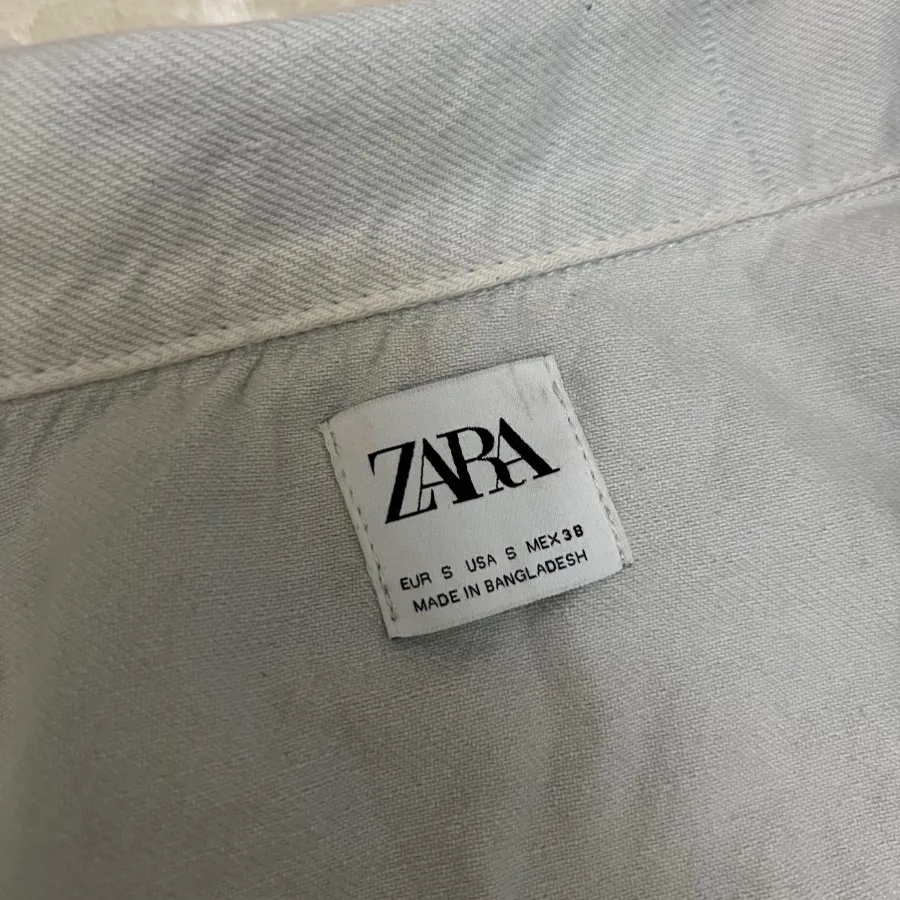 ZARA
EUR S USA S MEX 38
MADE IN BANGLADESH